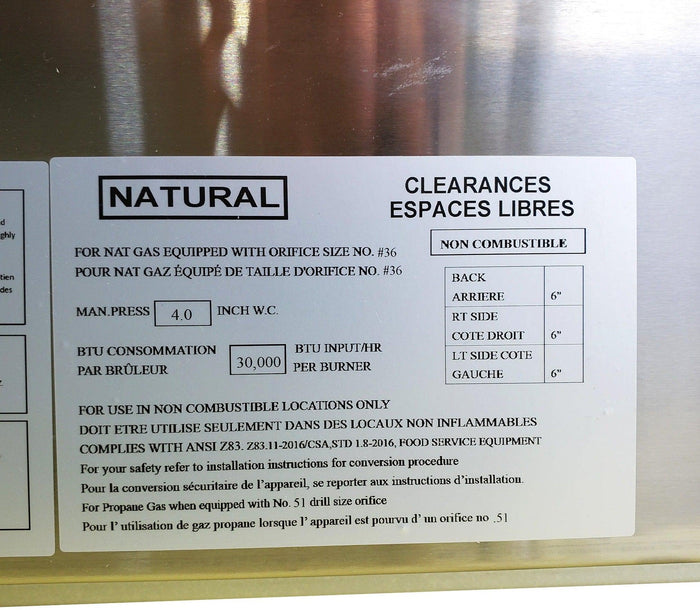 NATURAL
FOR NAT GAS EQUIPPED WITH ORIFICE SIZE NO. #36
POUR NAT GAZ ÉQUIPÉ DE TAILLE D'ORIFICE NO. #36
MAN.PRESS 4.0 INCH W.C.
BTU CONSOMMATION
PAR BRÛLEUR
30,000
BTU INPUT/HR
PER BURNER
CLEARANCES
ESPACES LIBRES
NON COMBUSTIBLE
BACK
ARRIERE 6"
RT SIDE
COTE DROIT 6"
LT SIDE COTE
GAUCHE 6"
FOR USE IN NON COMBUSTIBLE LOCATIONS ONLY
DOIT ETRE UTILISE SEULEMENT DANS DES LOCAUX NON INFLAMMABLES
COMPLIES WITH ANSI Z83. Z83.11-2016/CSA,STD 1.8-2016, FOOD SERVICE EQUIPMENT
For your safety refer to installation instructions for conversion procedure
Pour la conversion sécuritaire de l'appareil, se reporter aux instructions d'installation.
For Propane Gas when equipped with No. 51 drill size orifice
Pour l' utilisation de gaz propane lorsque l' appareil est pourvu d' un orifice no .51